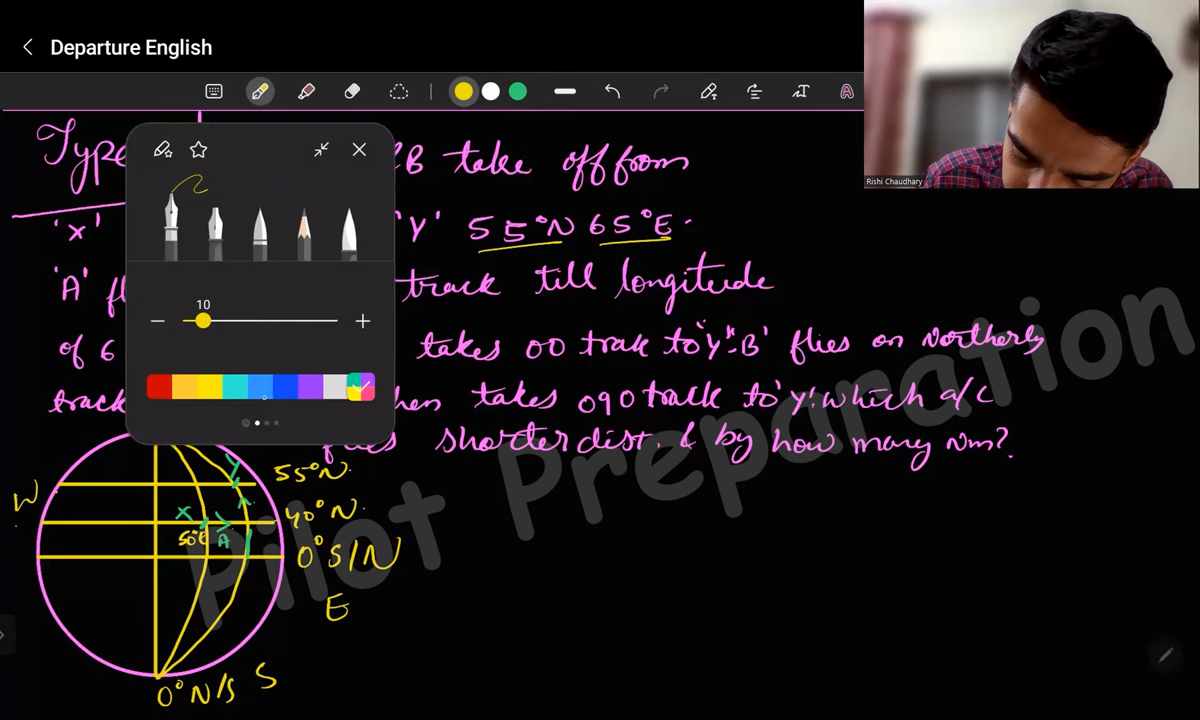 Departure English
Rishi Chaudhary
Type B take off from
'X' 'Y' 55°N 65°E.
'A' track till longitude
of 6 takes 00 trak to 'Y'. 'B' flies on Northerly
track takes 090 track to 'Y'. Which a/c
flies shorter dist. & by how many Nm?
10
W
55°N.
40°N.
0°S/N
E
0°N/S S
X
Y
50°E
A
A
Pilot Preparation